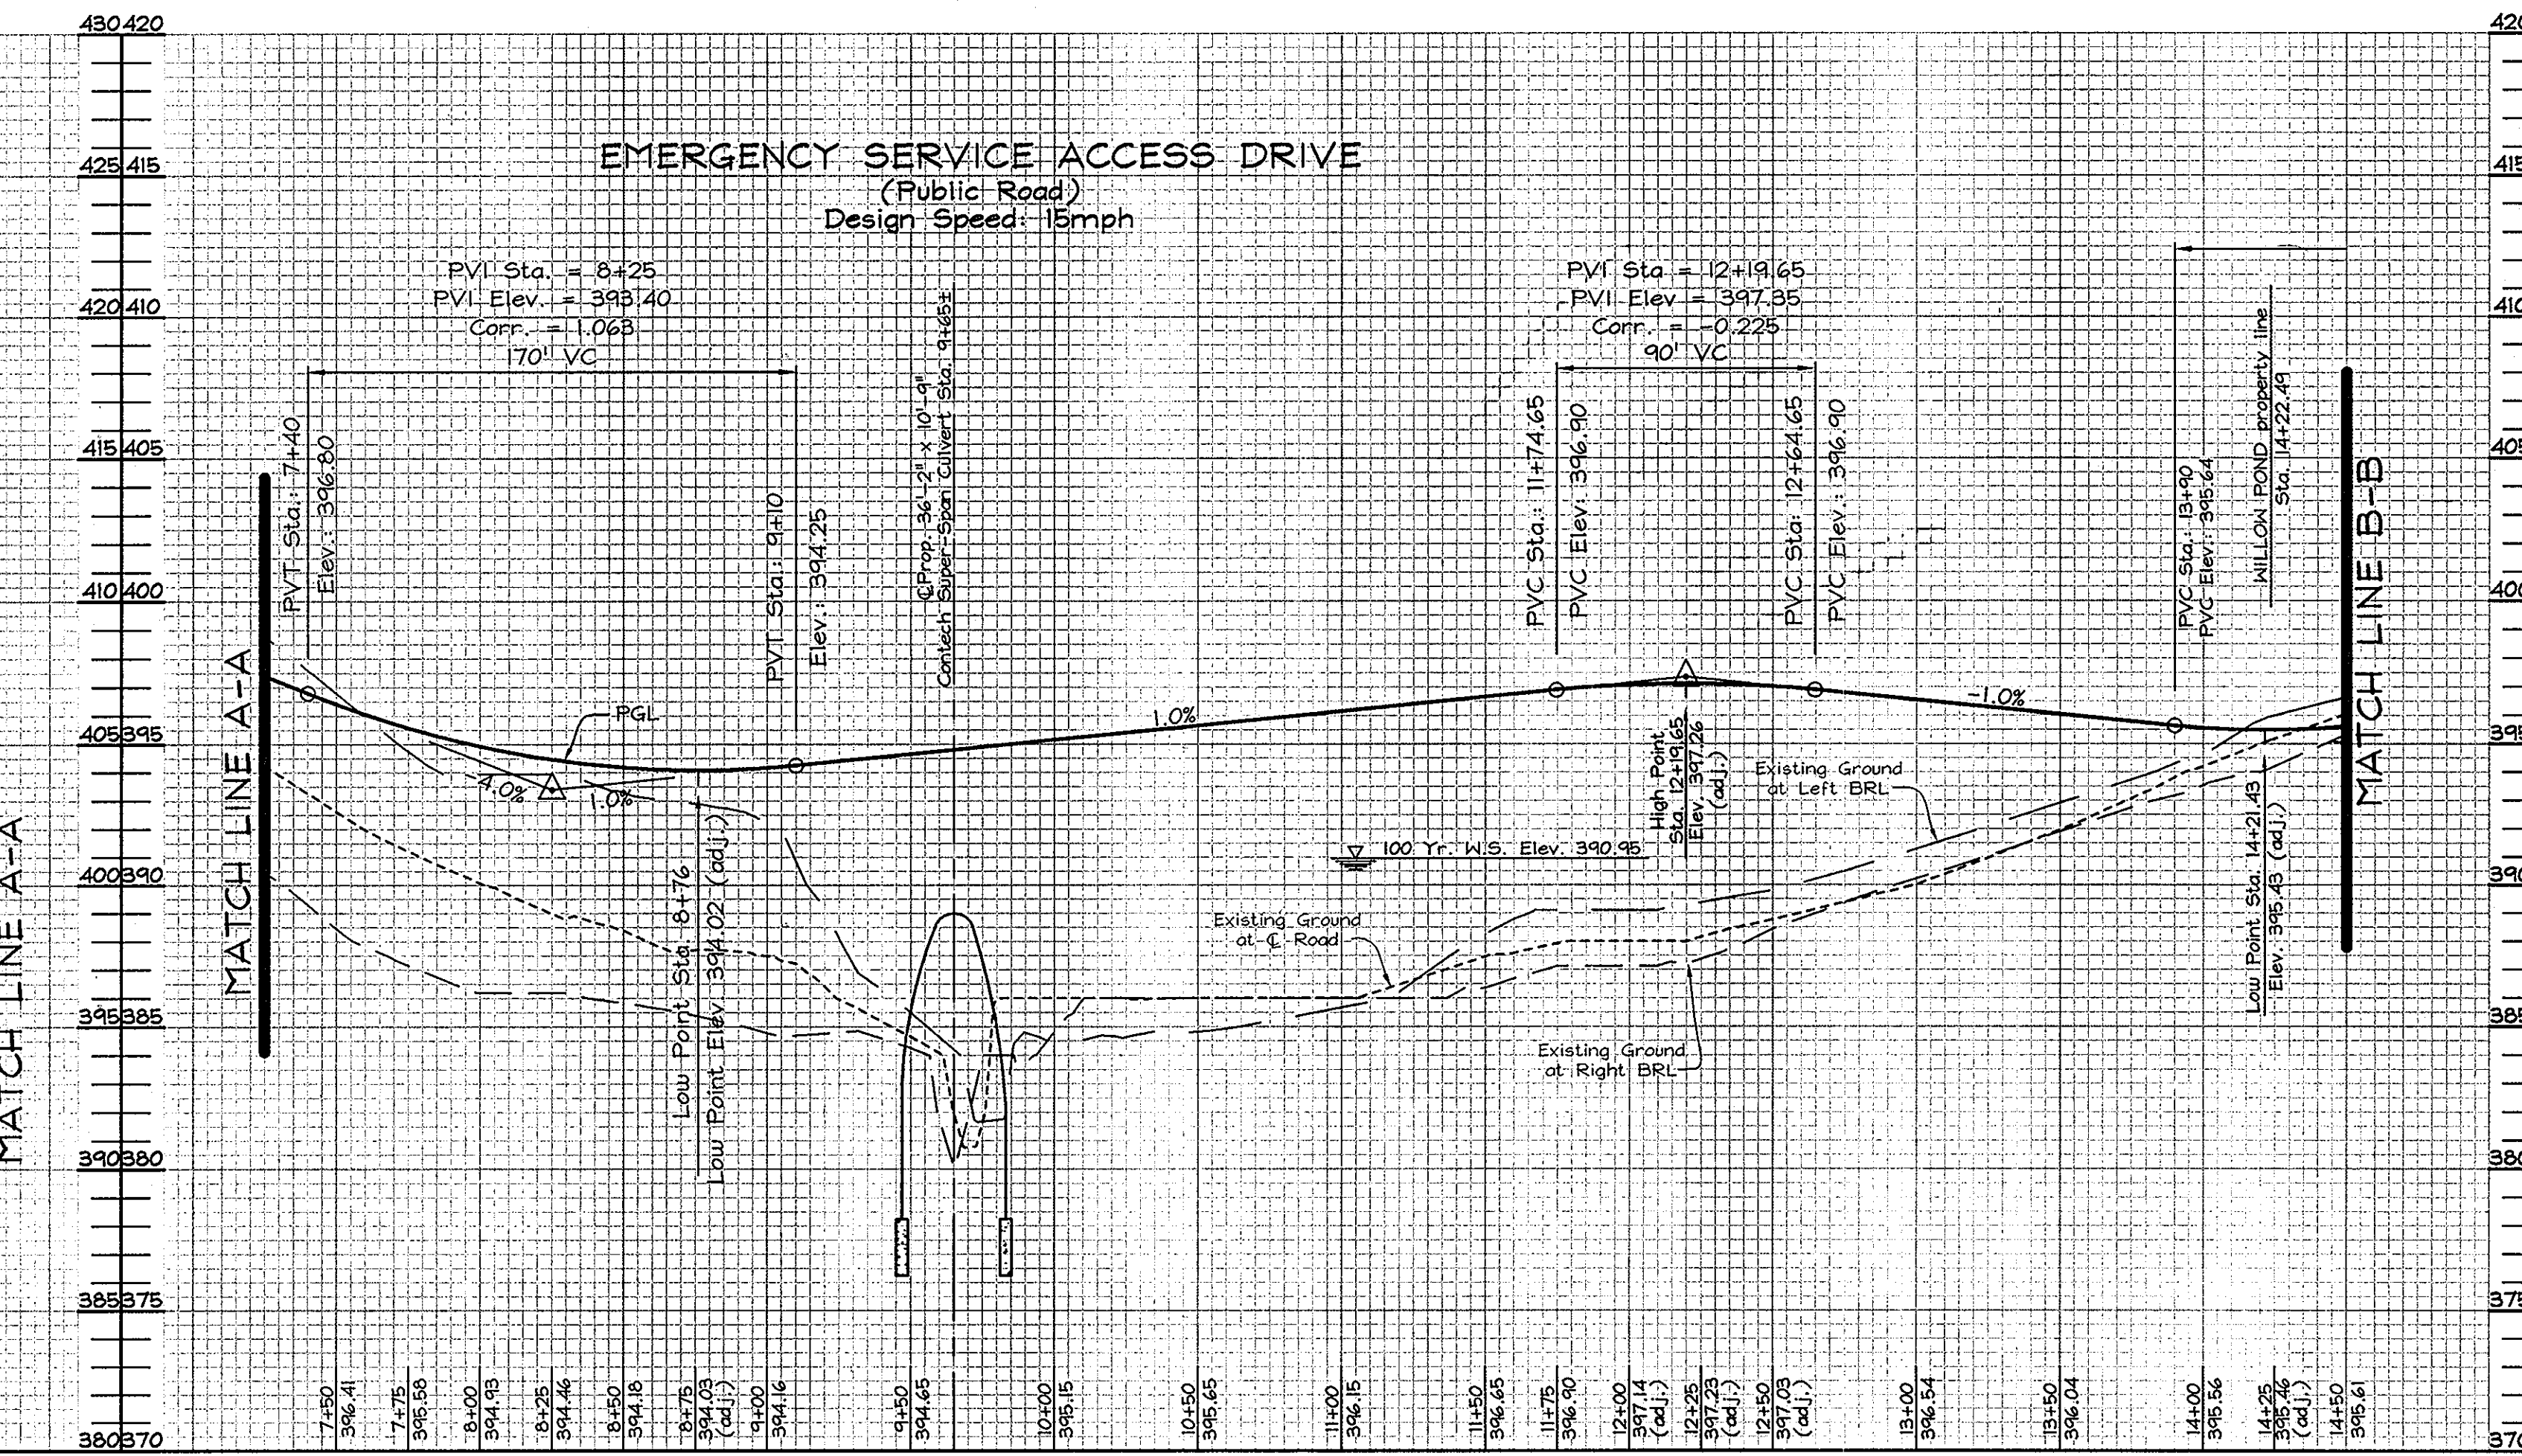 EMERGENCY SERVICE ACCESS DRIVE
(Public Road)
Design Speed: 15mph
430 420
425 415
420 410
415 405
410 400
405 395
400 390
395 385
390 380
385 375
380 370
MATCH LINE A-A
MATCH LINE A-A
PVI Sta. = 8+25
PVI Elev. = 393.40
Corr. = 1.063
170' VC
PVT Sta.: 7+40
Elev.: 396.80
PVT Sta.: 9+10
Elev.: 394.25
℄ Prop. 36'-2" x 10'-9"
Contech Super-Span Culvert Sta. 9+65±
PGL
-4.0%
1.0%
Low Point Sta. 8+76
Low Point Elev. 394.02 (adj.)
1.0%
PVI Sta = 12+19.65
PVI Elev = 397.35
Corr. = -0.225
90' VC
PVC Sta.: 11+74.65
PVC Elev.: 396.90
PVC Sta: 12+64.65
PVC Elev.: 396.90
High Point
Sta. 12+19.65
Elev. 397.26
(adj.)
100 Yr. W.S. Elev. 390.95
Existing Ground
at ℄ Road
Existing Ground
at Right BRL
Existing Ground
at Left BRL
-1.0%
PVC Sta.: 13+90
PVC Elev.: 395.64
WILLOW POND property line
Sta. 14+22.49
Low Point Sta. 14+21.43
Elev. 395.43 (adj.)
MATCH LINE B-B
7+50
396.41
7+75
395.58
8+00
394.93
8+25
394.46
8+50
394.18
8+75
394.03
(adj.)
9+00
394.16
9+50
394.65
10+00
395.15
10+50
395.65
11+00
396.15
11+50
396.65
11+75
396.90
12+00
397.14
(adj.)
12+25
397.23
(adj.)
12+50
397.03
(adj.)
13+00
396.54
13+50
396.04
14+00
395.56
14+25
395.46
(adj.)
14+50
395.61